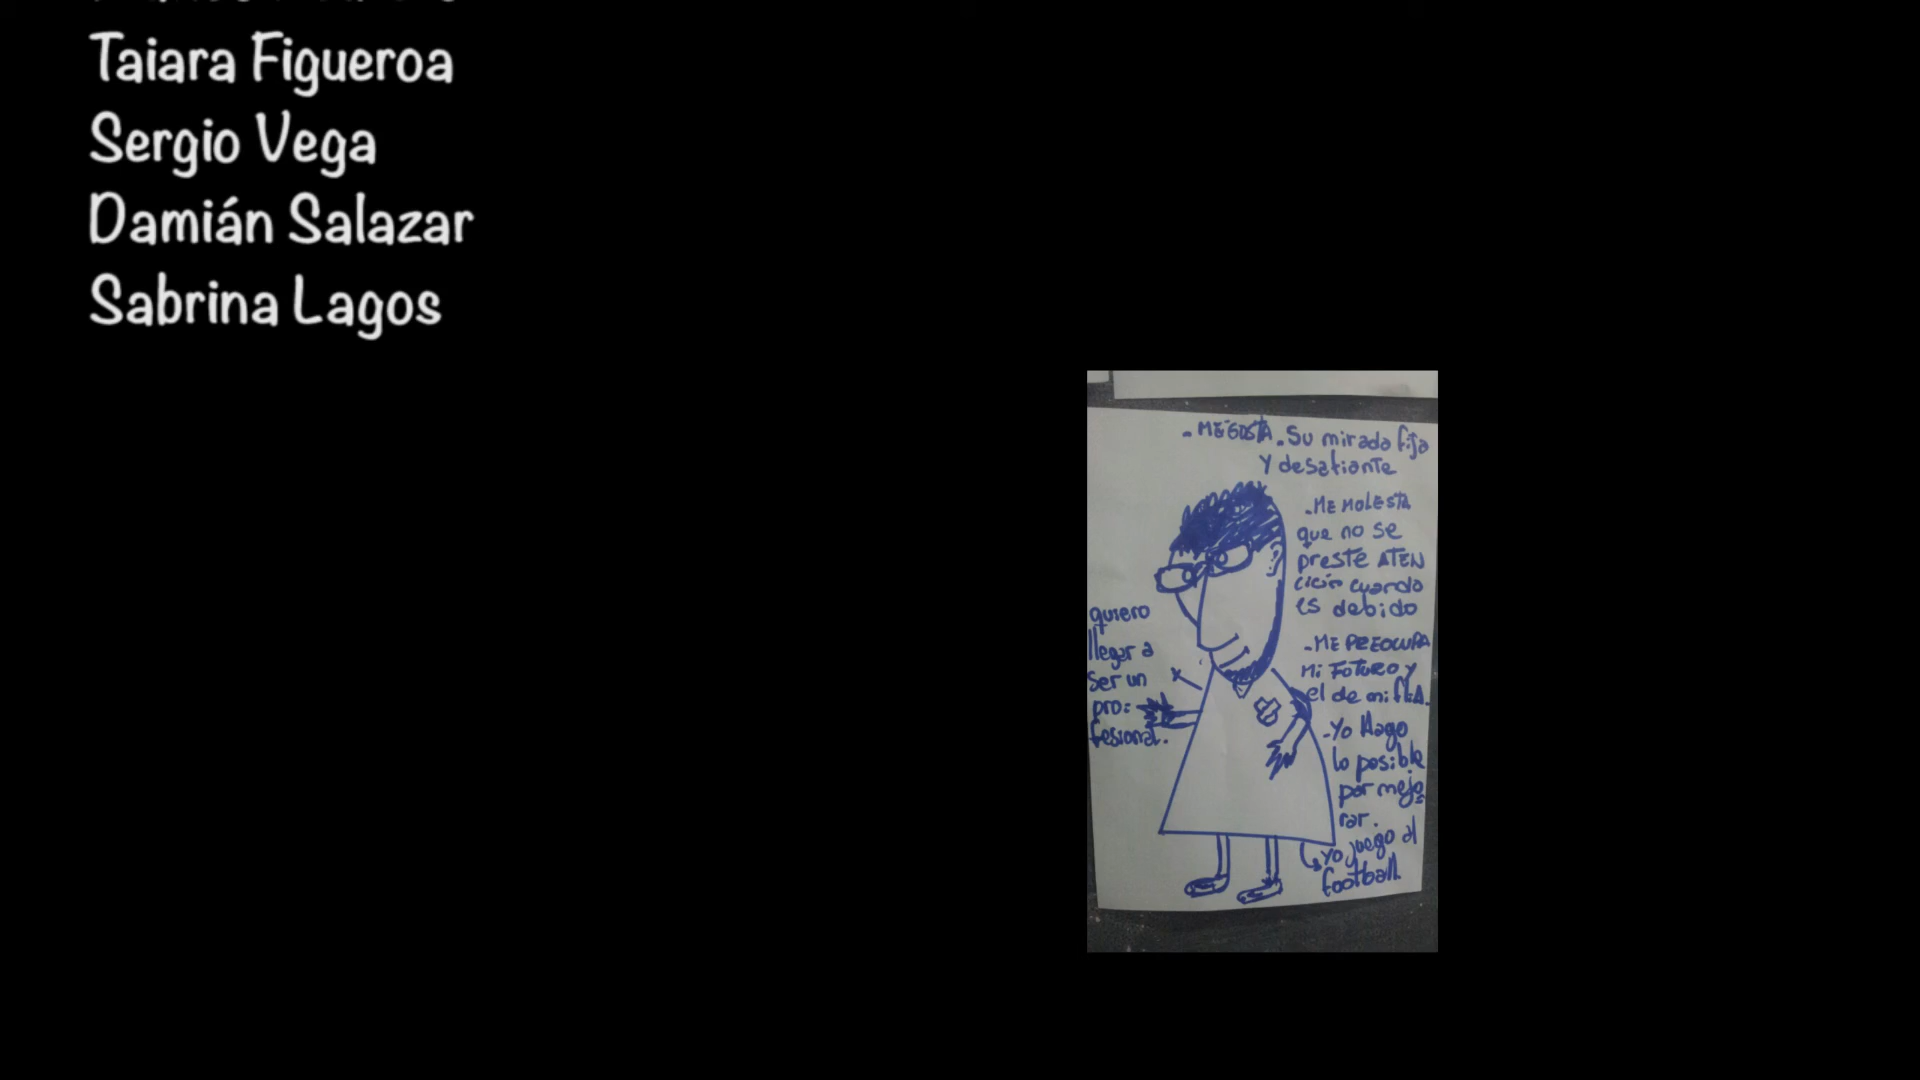 Taiara Figueroa
Sergio Vega
Damián Salazar
Sabrina Lagos
- ME GUSTA. Su mirada fija
Y desafiante
- ME MOLESTA
que no se
preste ATEN
ción cuando
es debido
- ME PREOCUPA
Mi FUTURO y
el de mi flia.
- Yo Hago
lo posible
por mejo
rar.
Yo juego al
football.
quiero
llegar a
ser un
pro:
fesional.